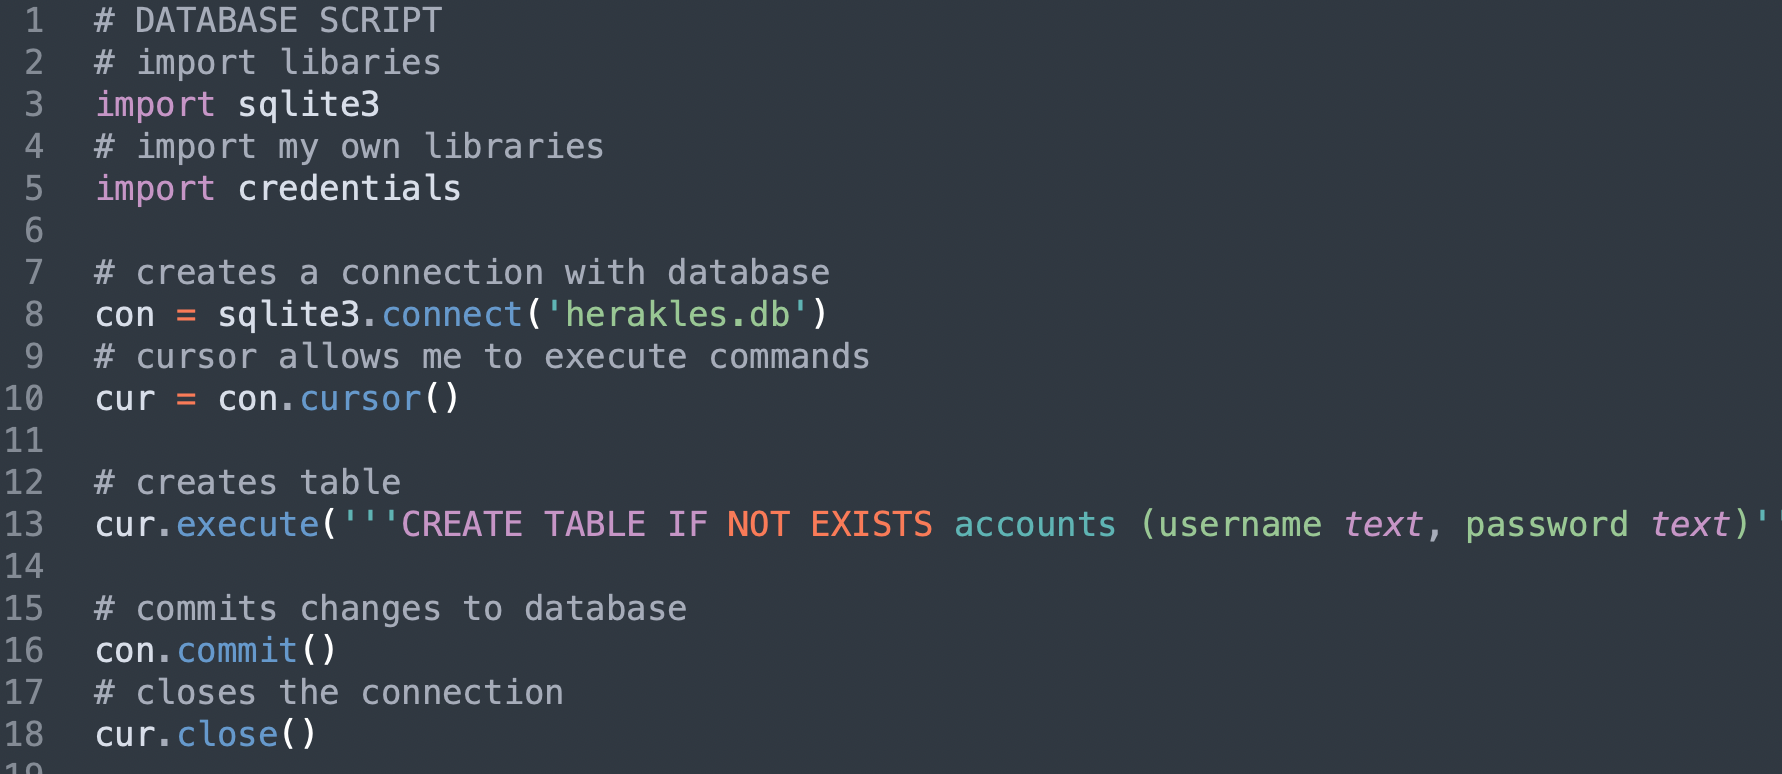 1 # DATABASE SCRIPT
2 # import libaries
3 import sqlite3
4 # import my own libraries
5 import credentials
6
7 # creates a connection with database
8 con = sqlite3.connect('herakles.db')
9 # cursor allows me to execute commands
10 cur = con.cursor()
11
12 # creates table
13 cur.execute('''CREATE TABLE IF NOT EXISTS accounts (username text, password text)''
14
15 # commits changes to database
16 con.commit()
17 # closes the connection
18 cur.close()
19